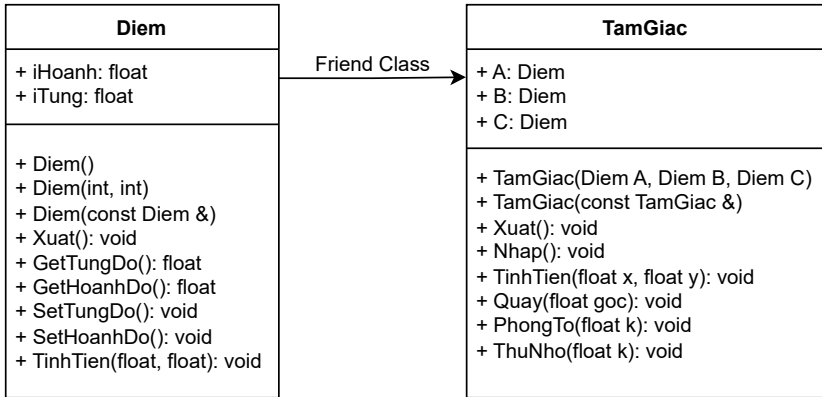 Diem
+ iHoanh: float
+ iTung: float
+ Diem()
+ Diem(int, int)
+ Diem(const Diem &)
+ Xuat(): void
+ GetTungDo(): float
+ GetHoanhDo(): float
+ SetTungDo(): void
+ SetHoanhDo(): void
+ TinhTien(float, float): void
Friend Class
TamGiac
+ A: Diem
+ B: Diem
+ C: Diem
+ TamGiac(Diem A, Diem B, Diem C)
+ TamGiac(const TamGiac &)
+ Xuat(): void
+ Nhap(): void
+ TinhTien(float x, float y): void
+ Quay(float goc): void
+ PhongTo(float k): void
+ ThuNho(float k): void